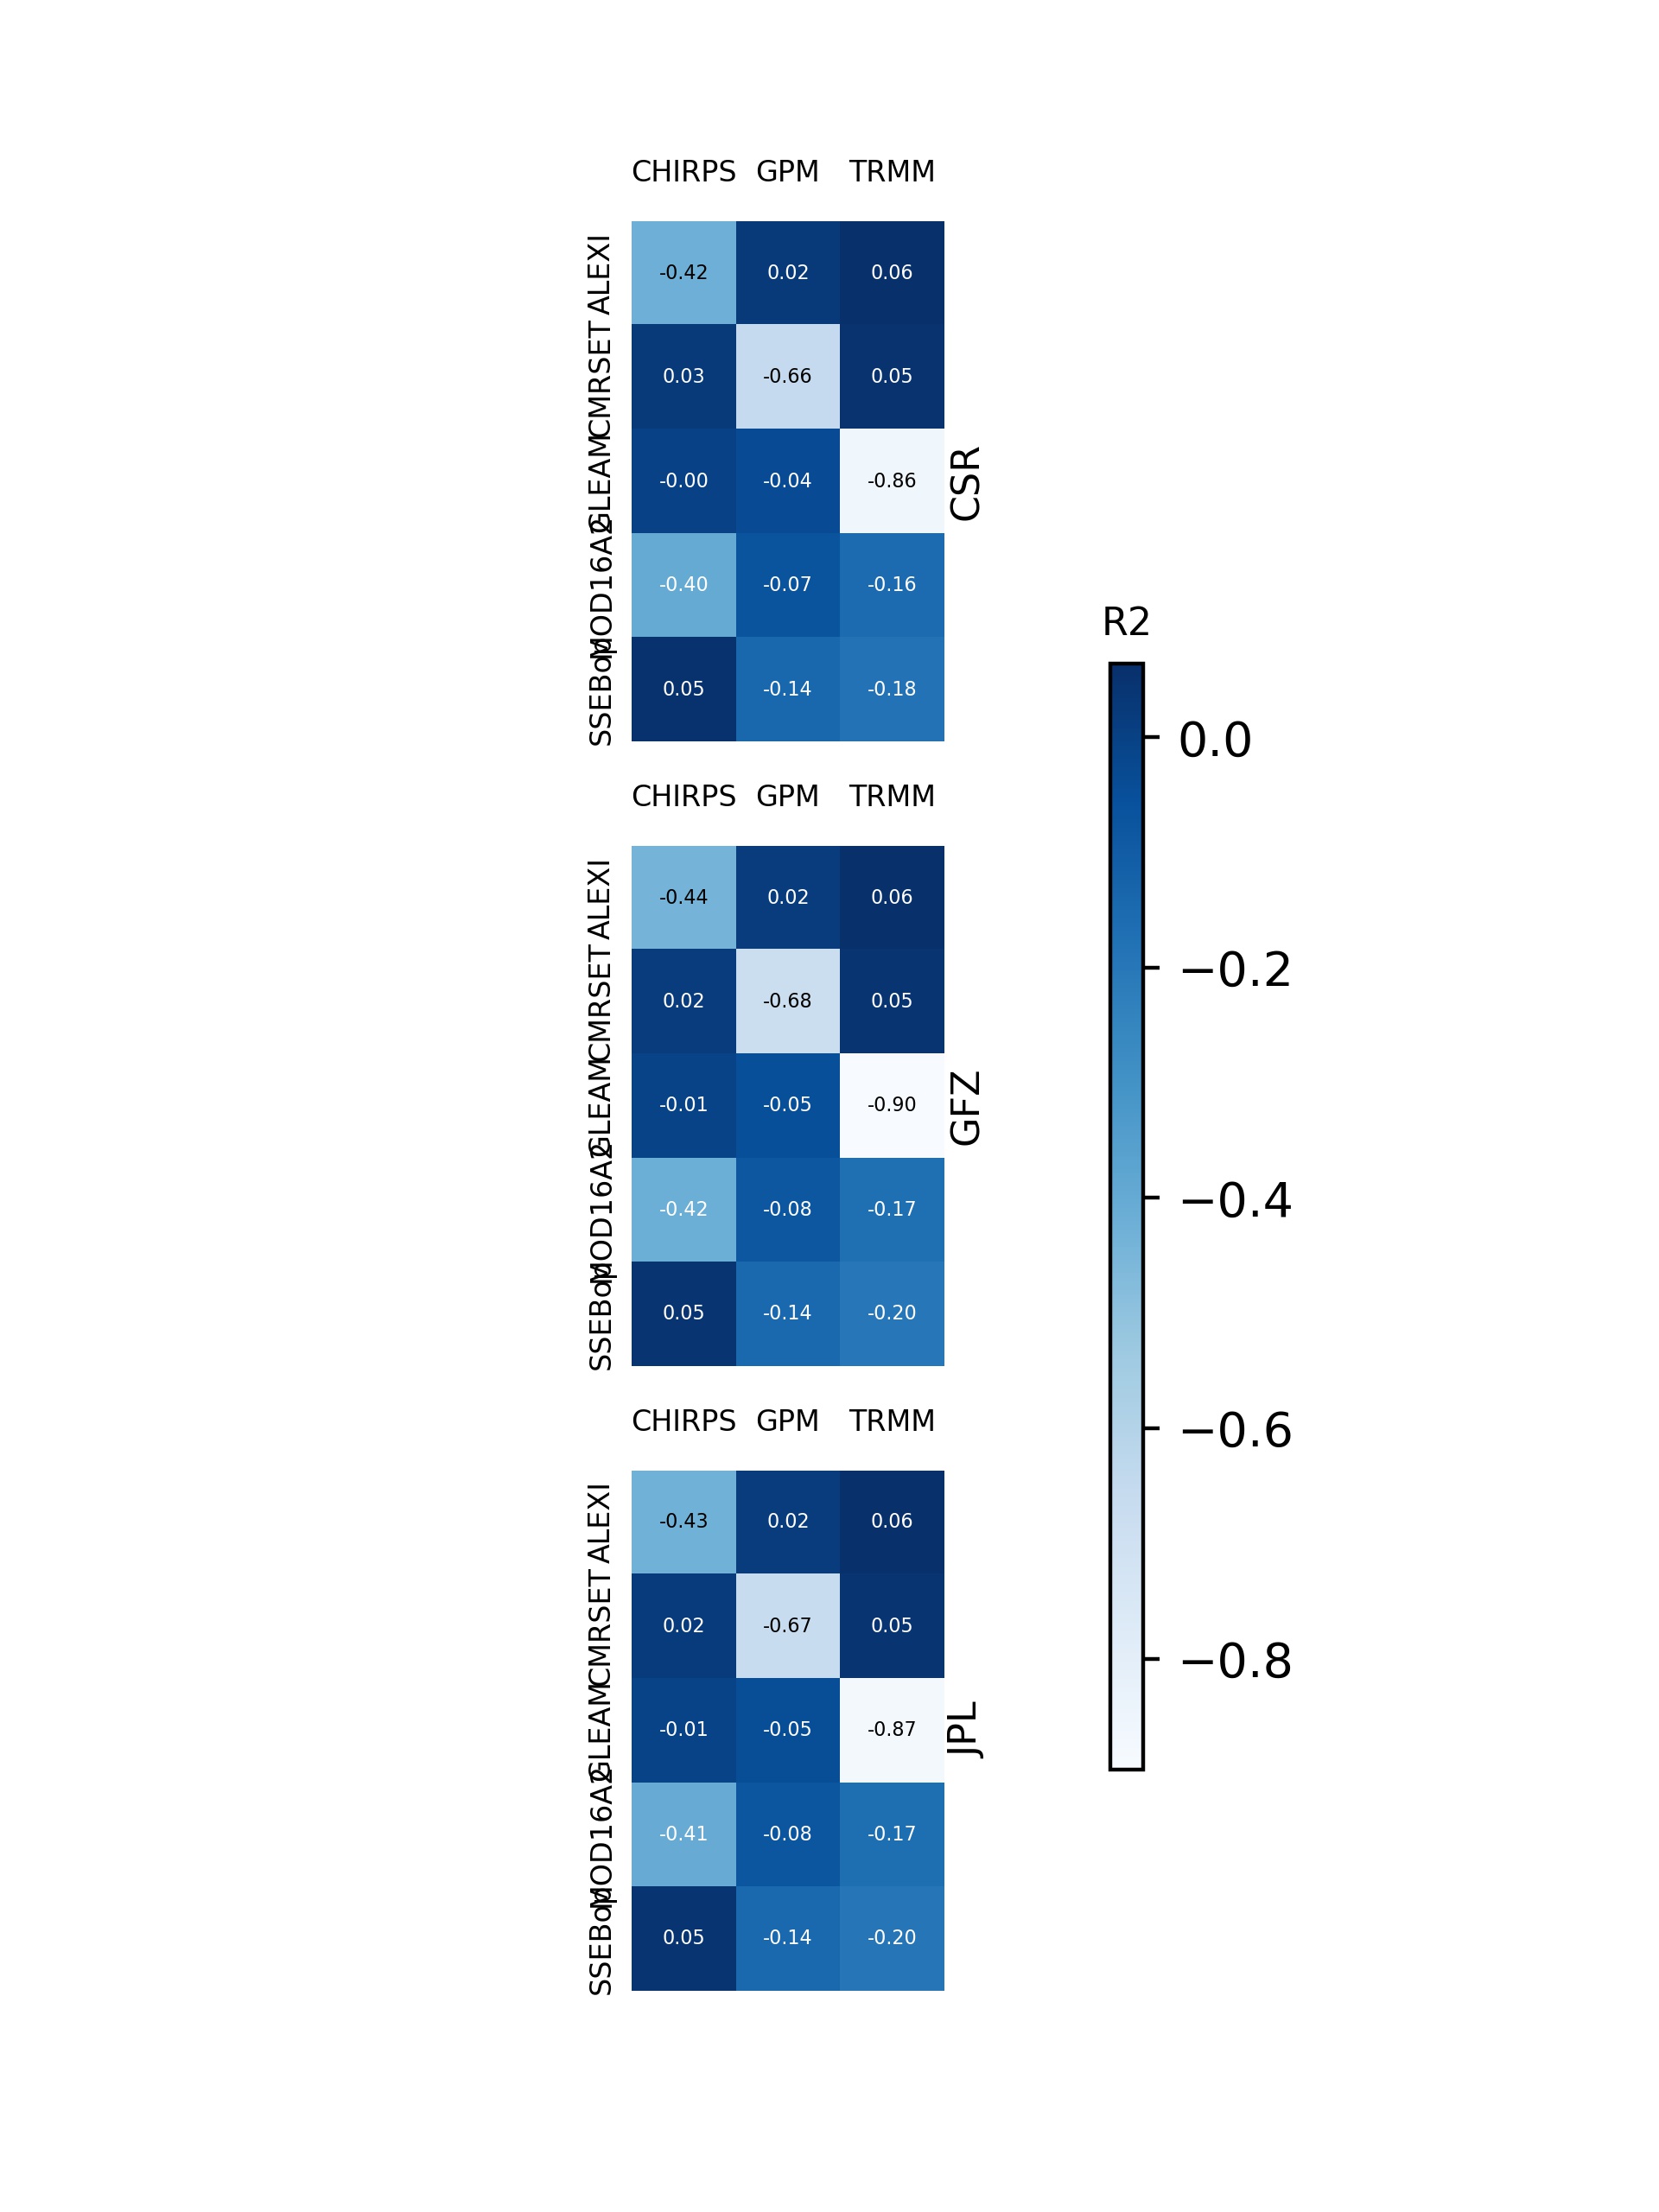 CHIRPS GPM TRMM
ALEXI -0.42 0.02 0.06
CMRSET 0.03 -0.66 0.05
GLEAM -0.00 -0.04 -0.86 CSR
MOD16A2 -0.40 -0.07 -0.16
SSEBop 0.05 -0.14 -0.18
CHIRPS GPM TRMM
ALEXI -0.44 0.02 0.06
CMRSET 0.02 -0.68 0.05
GLEAM -0.01 -0.05 -0.90 GFZ
MOD16A2 -0.42 -0.08 -0.17
SSEBop 0.05 -0.14 -0.20
CHIRPS GPM TRMM
ALEXI -0.43 0.02 0.06
CMRSET 0.02 -0.67 0.05
GLEAM -0.01 -0.05 -0.87 JPL
MOD16A2 -0.41 -0.08 -0.17
SSEBop 0.05 -0.14 -0.20
R2
0.0
−0.2
−0.4
−0.6
−0.8